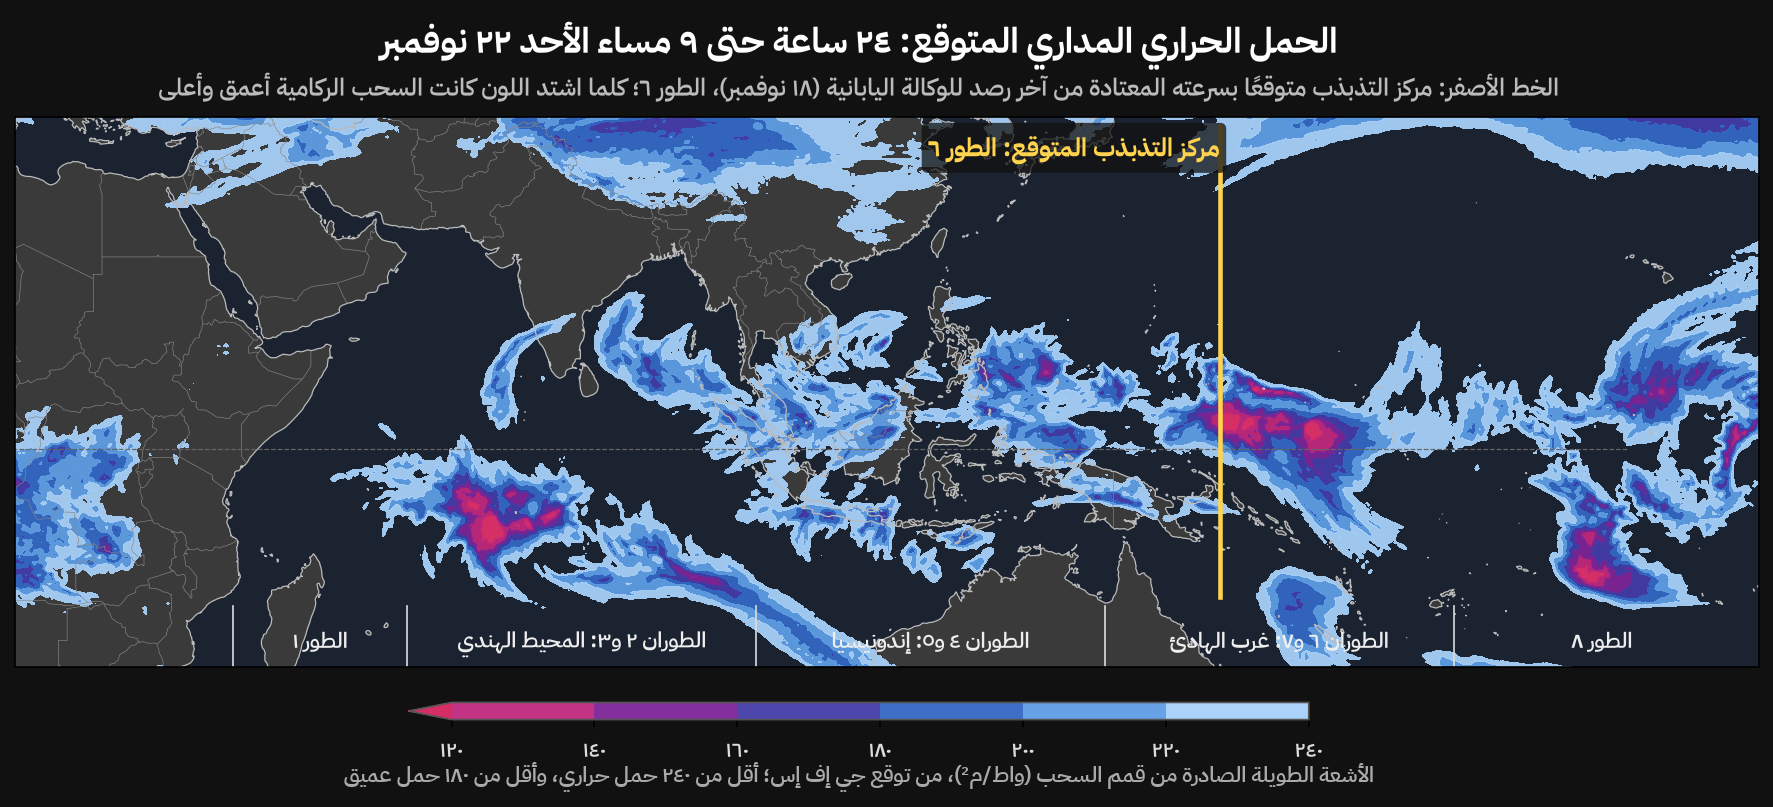 الحمل الحراري المداري المتوقع: ٢٤ ساعة حتى ٩ مساء الأحد ٢٢ نوفمبر
الخط الأصفر: مركز التذبذب متوقعًا بسرعته المعتادة من آخر رصد للوكالة اليابانية (١٨ نوفمبر)، الطور ٦؛ كلما اشتد اللون كانت السحب الركامية أعمق وأعلى
مركز التذبذب المتوقع: الطور ٦
الطور ١
الطوران ٢ و٣: المحيط الهندي
الطوران ٤ و٥: إندونيسيا
الطوران ٦ و٧: غرب الهادئ
الطور ٨
١٢٠ ١٤٠ ١٦٠ ١٨٠ ٢٠٠ ٢٢٠ ٢٤٠
الأشعة الطويلة الصادرة من قمم السحب (واط/م²)، من توقع جي إف إس؛ أقل من ٢٤٠ حمل حراري، وأقل من ١٨٠ حمل عميق